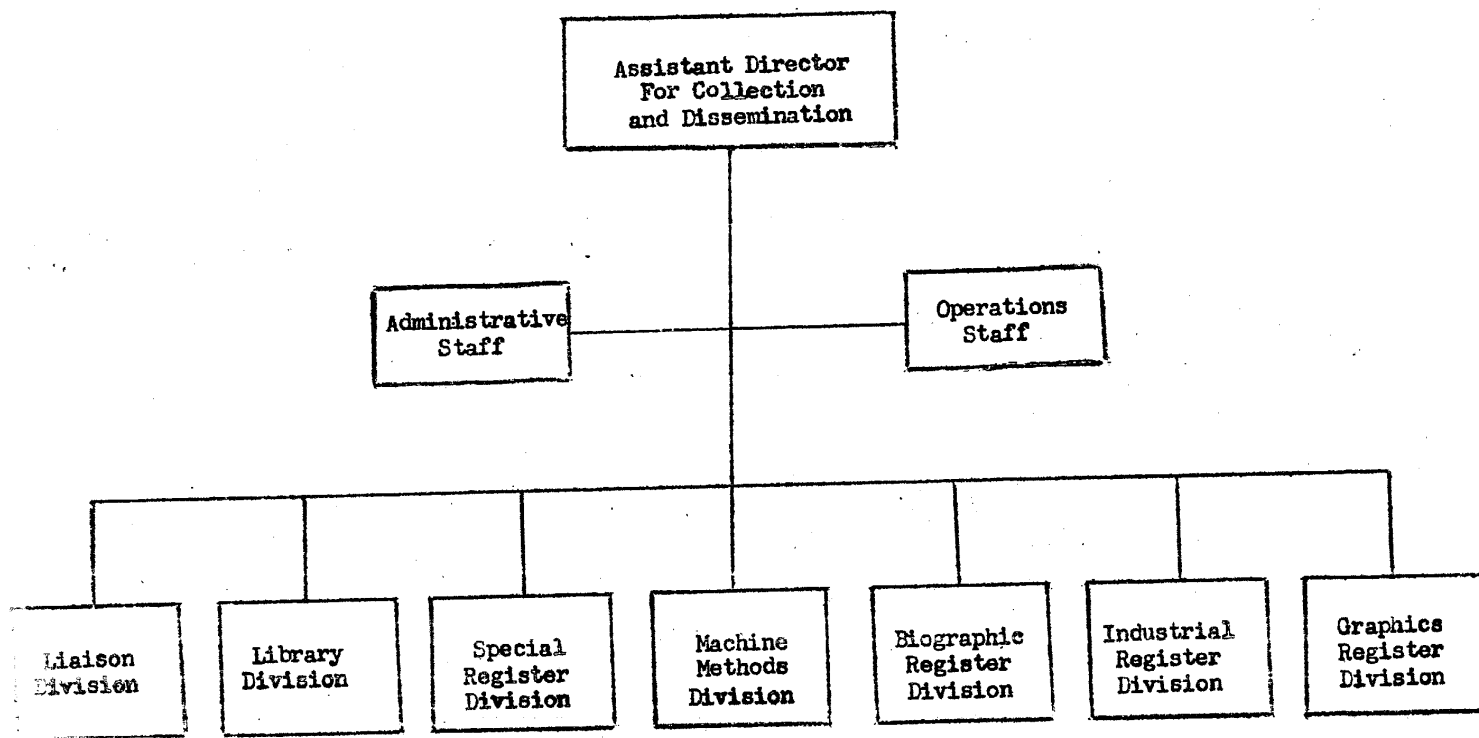 Assistant Director
For Collection
and Dissemination
Administrative
Staff
Operations
Staff
Liaison
Division
Library
Division
Special
Register
Division
Machine
Methods
Division
Biographic
Register
Division
Industrial
Register
Division
Graphics
Register
Division